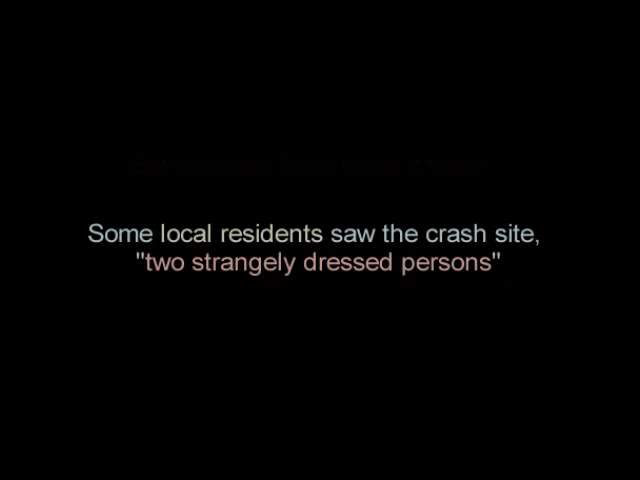 Some local residents saw the crash site,
"two strangely dressed persons"